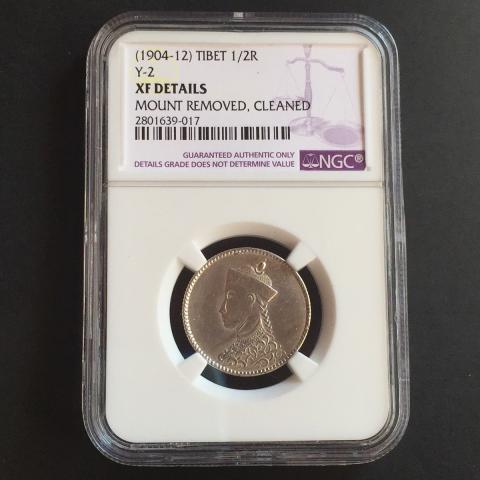 (1904-12) TIBET 1/2R
Y-2
XF DETAILS
MOUNT REMOVED, CLEANED
2801639-017
GUARANTEED AUTHENTIC ONLY
DETAILS GRADE DOES NOT DETERMINE VALUE
NGC®